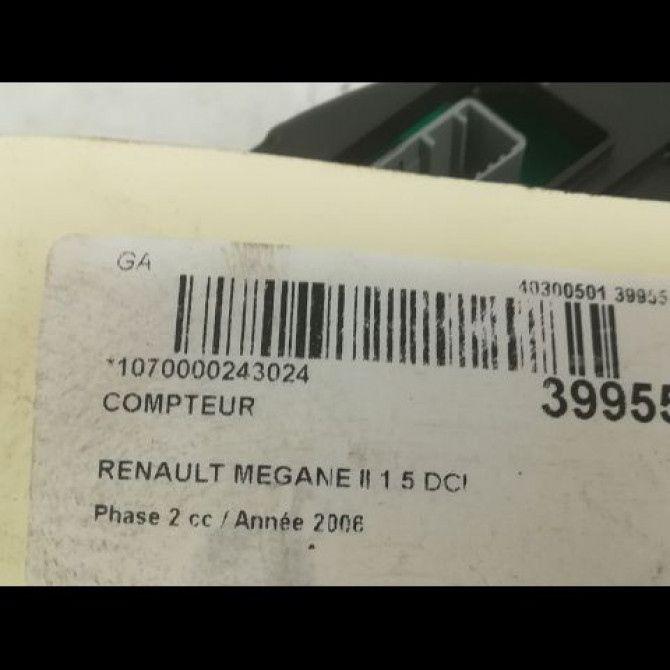 GA
40300501 39955
*1070000243024
COMPTEUR
39955
RENAULT MEGANE II 1 5 DCI
Phase 2 cc / Année 2006